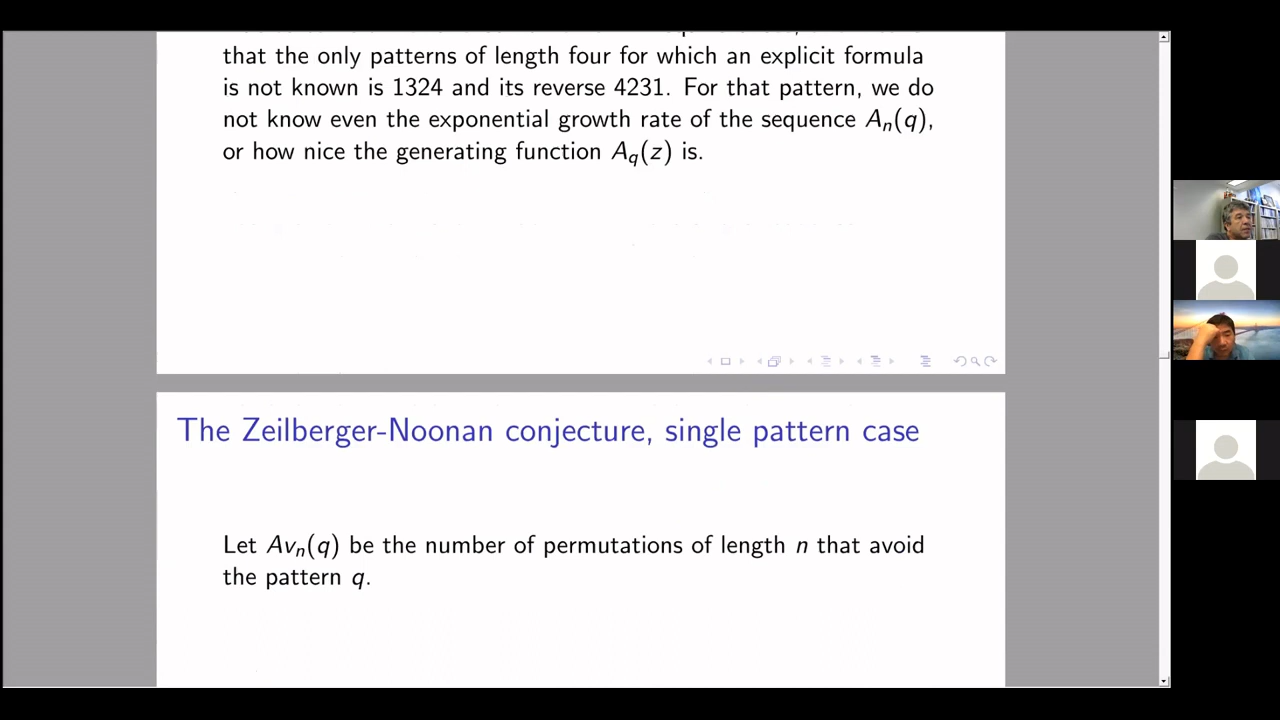 that the only patterns of length four for which an explicit formula
is not known is 1324 and its reverse 4231. For that pattern, we do
not know even the exponential growth rate of the sequence Aₙ(q),
or how nice the generating function A_q(z) is.
The Zeilberger-Noonan conjecture, single pattern case
Let Avₙ(q) be the number of permutations of length n that avoid
the pattern q.